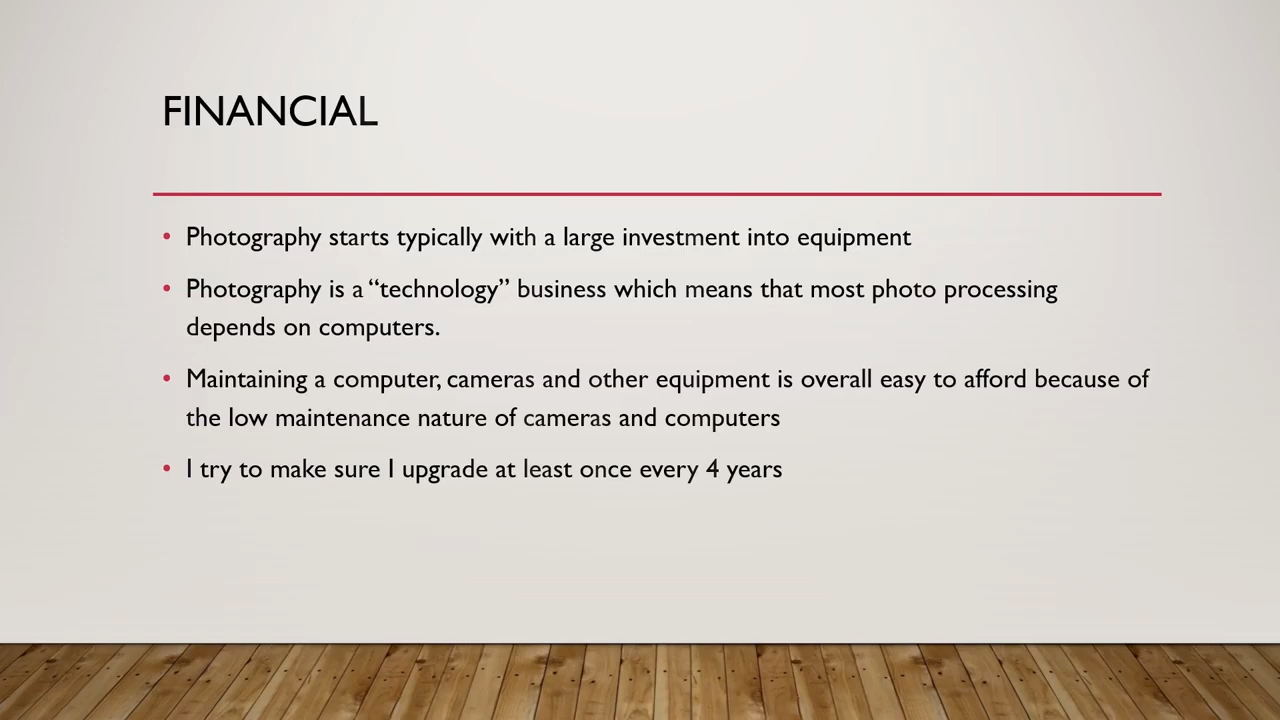 FINANCIAL
• Photography starts typically with a large investment into equipment
• Photography is a “technology” business which means that most photo processing
depends on computers.
• Maintaining a computer, cameras and other equipment is overall easy to afford because of
the low maintenance nature of cameras and computers
• I try to make sure I upgrade at least once every 4 years